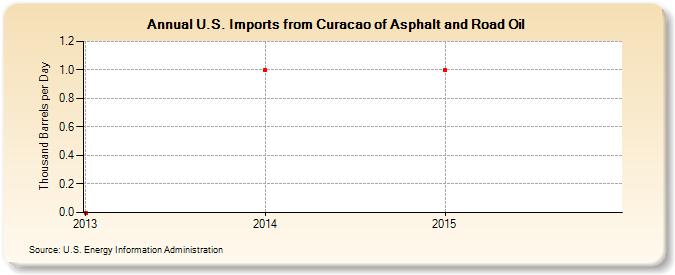 Annual U.S. Imports from Curacao of Asphalt and Road Oil
Thousand Barrels per Day
1.2
1.0
0.8
0.6
0.4
0.2
0.0
2013 2014 2015
Source: U.S. Energy Information Administration